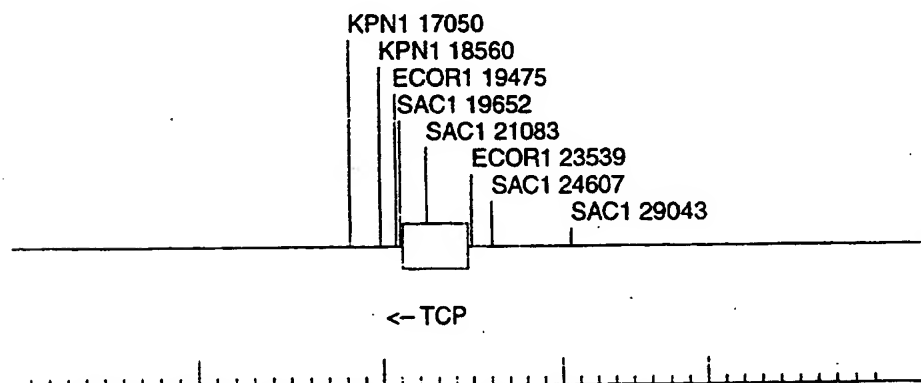 KPN1 17050
KPN1 18560
ECOR1 19475
SAC1 19652
SAC1 21083
ECOR1 23539
SAC1 24607
SAC1 29043
<– TCP